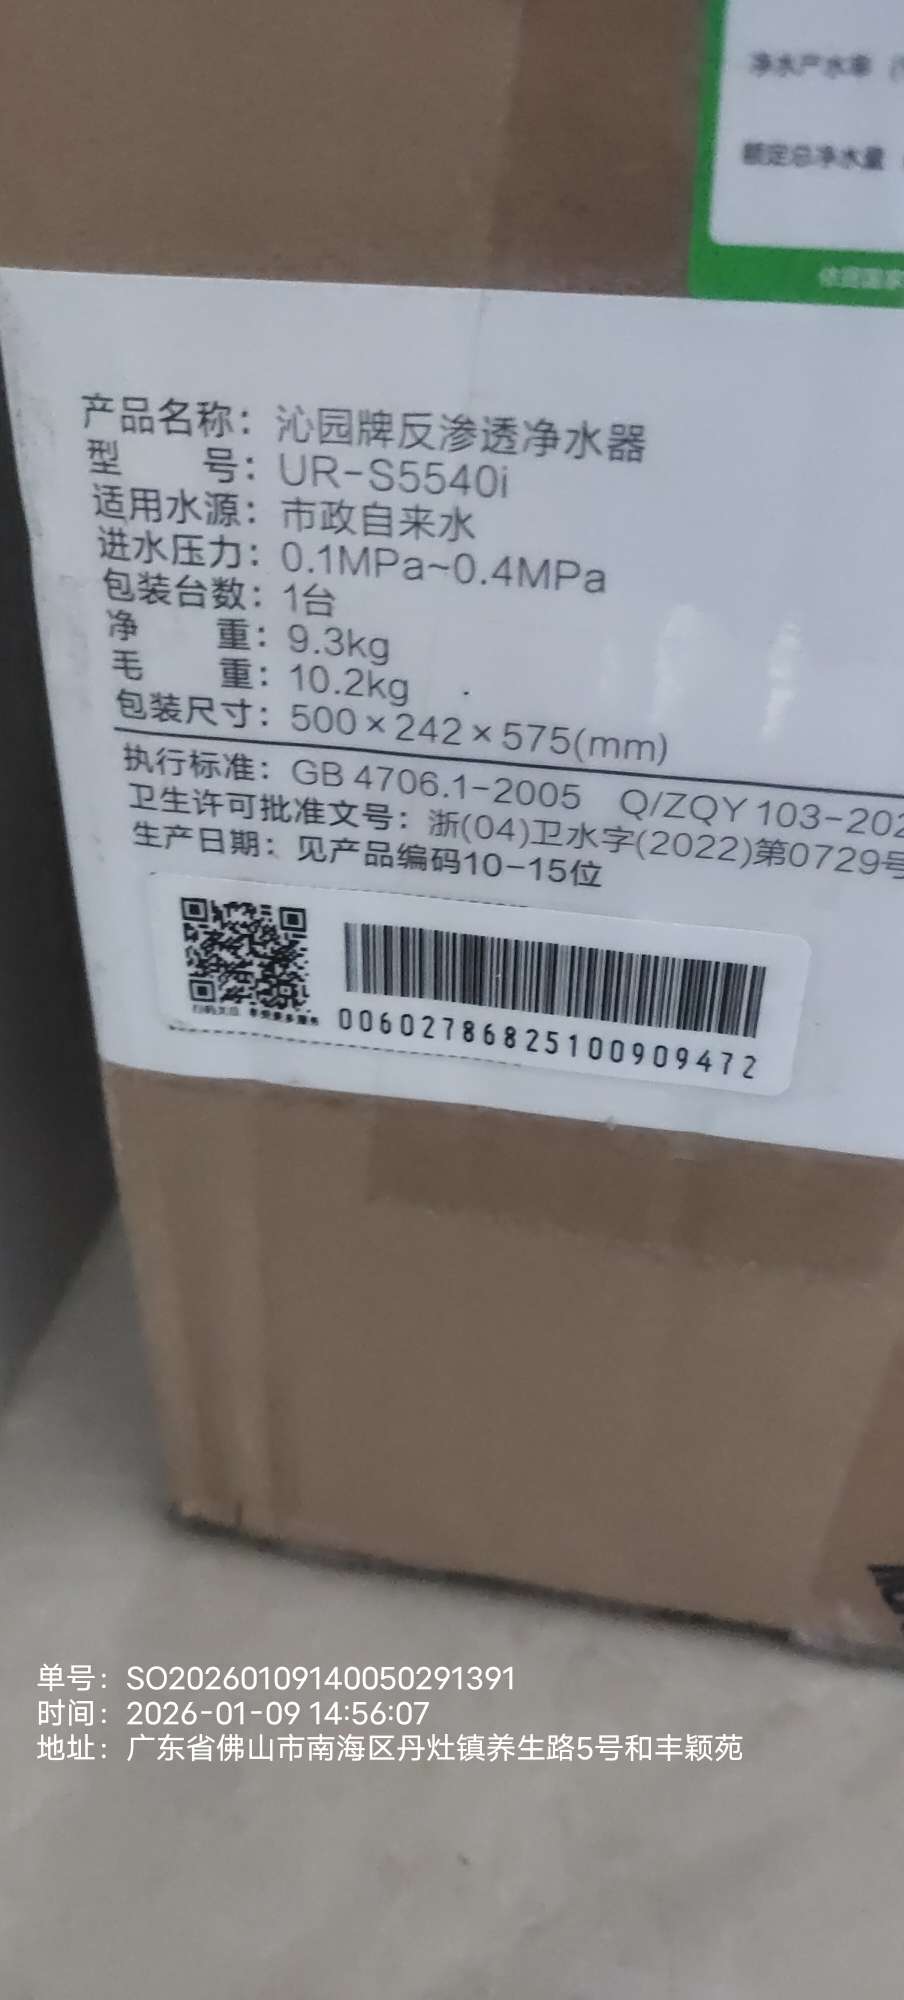 净水产水率
额定总净水量
产品名称：沁园牌反渗透净水器
型 号：UR-S5540i
适用水源：市政自来水
进水压力：0.1MPa~0.4MPa
包装台数：1台
净 重：9.3kg
毛 重：10.2kg
包装尺寸：500×242×575(mm)
执行标准：GB 4706.1-2005 Q/ZQY 103-202
卫生许可批准文号：浙(04)卫水字(2022)第0729号
生产日期：见产品编码10-15位
00602786825100909472
单号：SO20260109140050291391
时间：2026-01-09 14:56:07
地址：广东省佛山市南海区丹灶镇养生路5号和丰颖苑